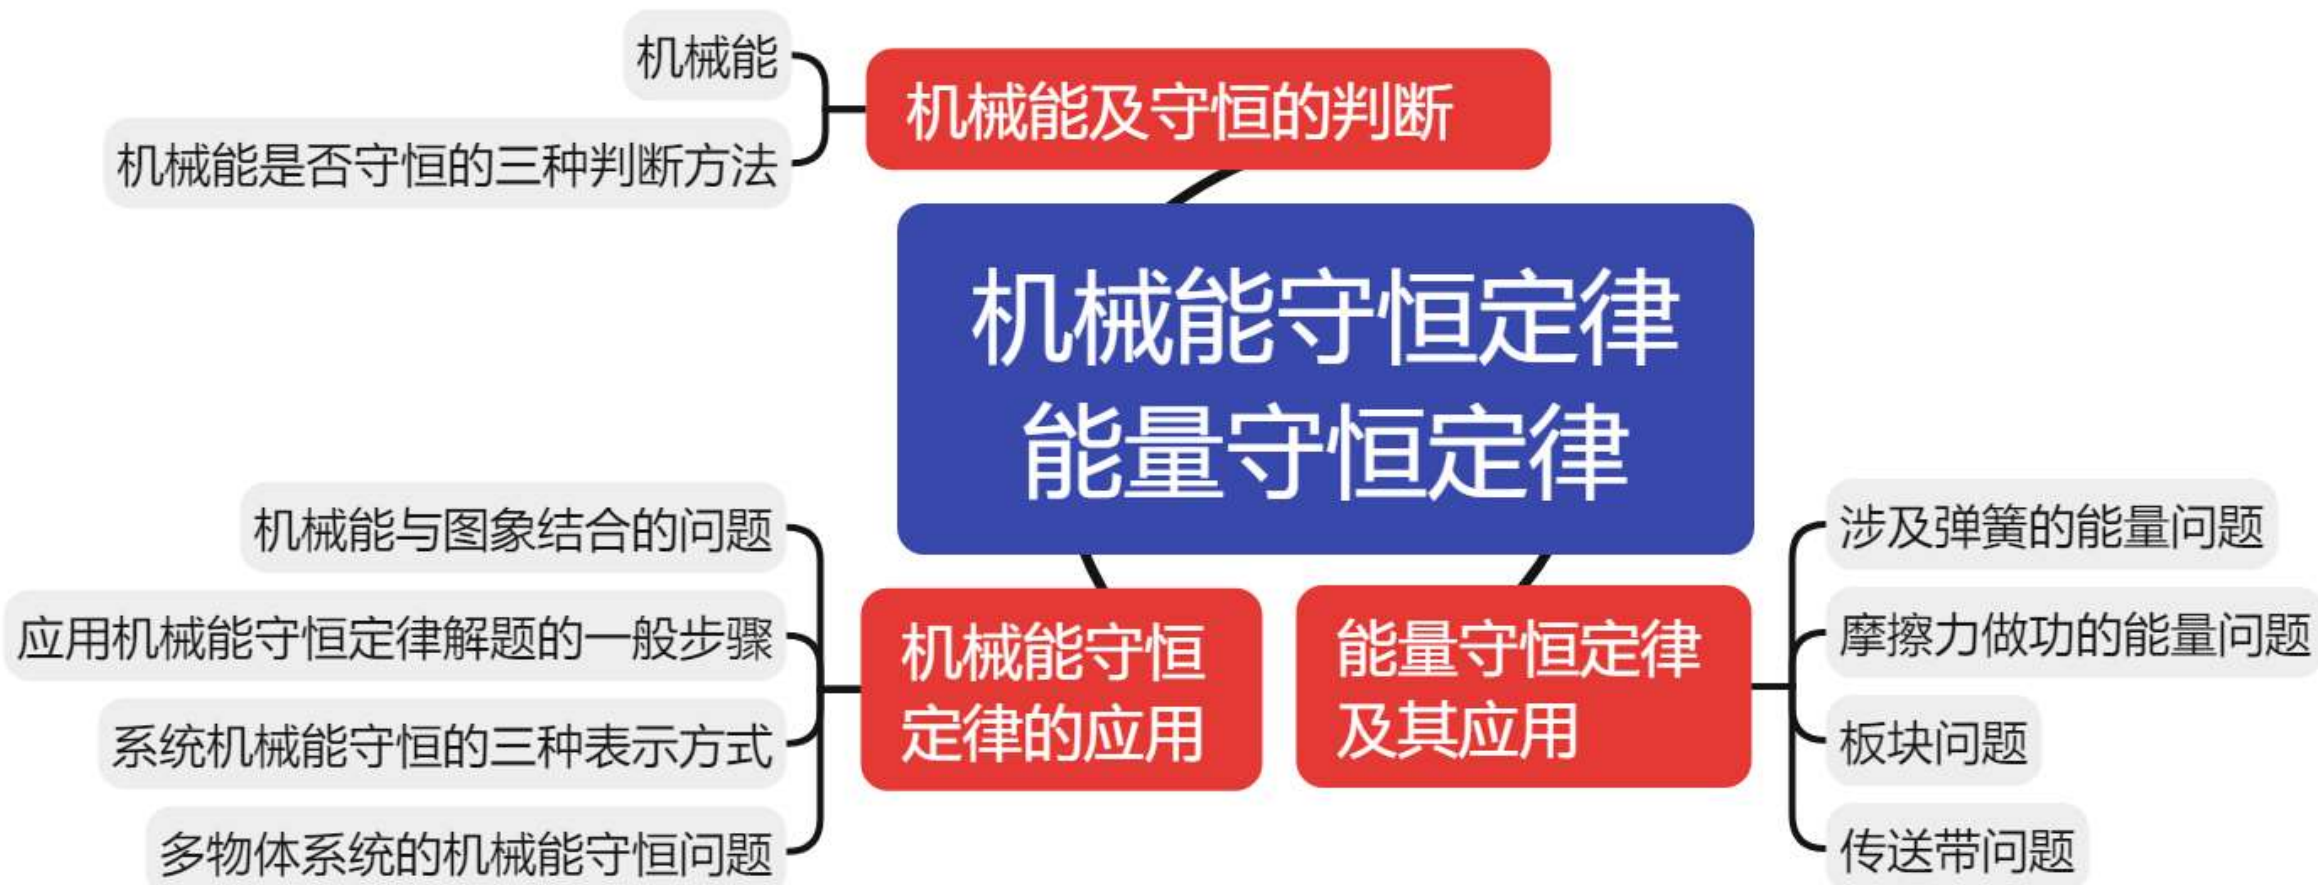 机械能
机械能是否守恒的三种判断方法
机械能及守恒的判断
机械能守恒定律
能量守恒定律
机械能与图象结合的问题
应用机械能守恒定律解题的一般步骤
系统机械能守恒的三种表示方式
多物体系统的机械能守恒问题
机械能守恒
定律的应用
能量守恒定律
及其应用
涉及弹簧的能量问题
摩擦力做功的能量问题
板块问题
传送带问题